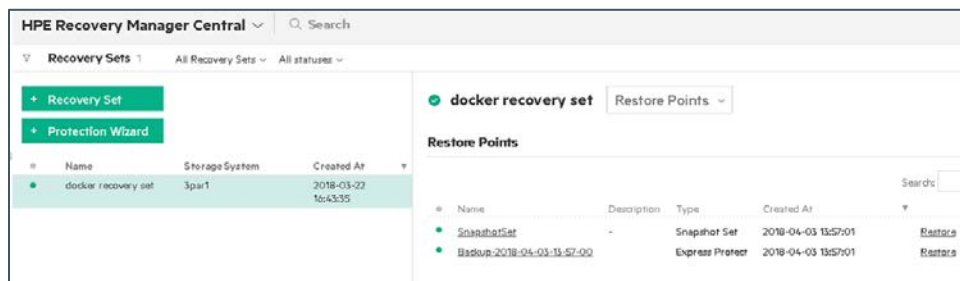 HPE Recovery Manager Central Search
Recovery Sets 1 All Recovery Sets All statuses
+ Recovery Set
+ Protection Wizard
Name Storage System Created At
docker recovery set 3par1 2018-03-22
16:43:35
docker recovery set Restore Points
Restore Points
Search:
Name Description Type Created At
SnapshotSet - Snapshot Set 2018-04-03 13:57:01 Restore
Backup-2018-04-03-13-57-00 Express Protect 2018-04-03 13:57:01 Restore